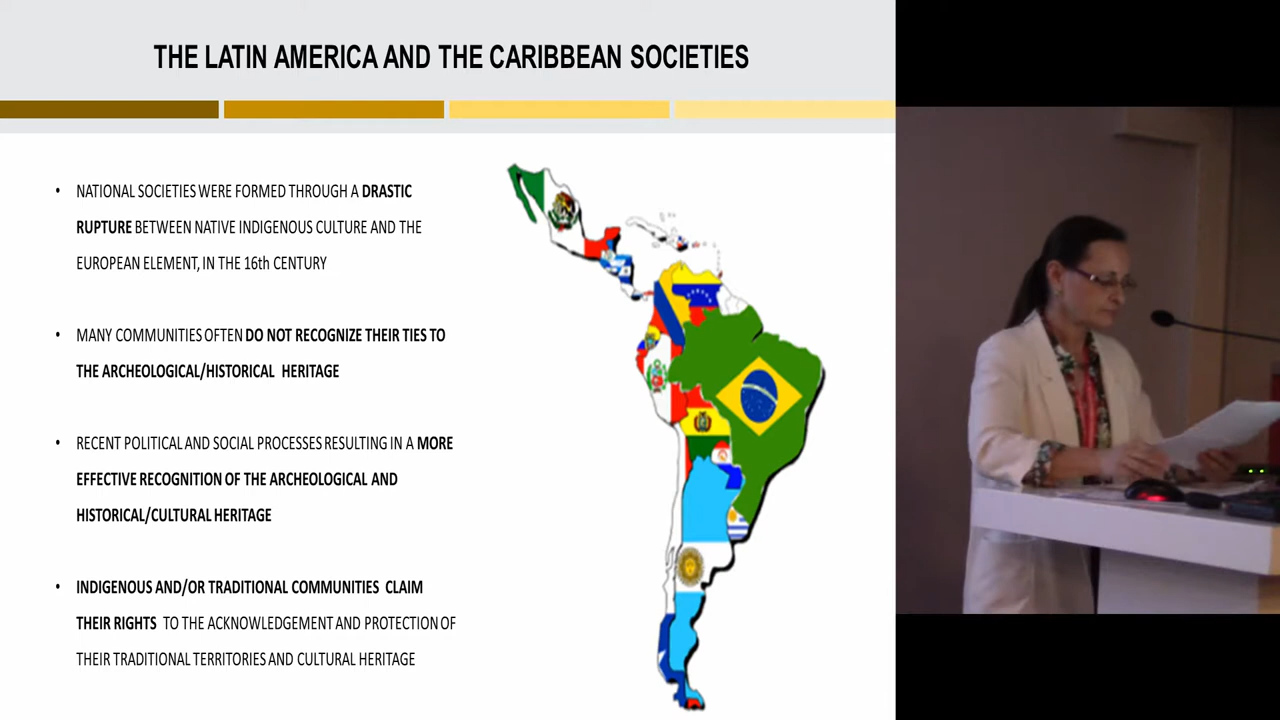 THE LATIN AMERICA AND THE CARIBBEAN SOCIETIES
• NATIONAL SOCIETIES WERE FORMED THROUGH A DRASTIC
RUPTURE BETWEEN NATIVE INDIGENOUS CULTURE AND THE
EUROPEAN ELEMENT, IN THE 16th CENTURY
• MANY COMMUNITIES OFTEN DO NOT RECOGNIZE THEIR TIES TO
THE ARCHEOLOGICAL/HISTORICAL HERITAGE
• RECENT POLITICAL AND SOCIAL PROCESSES RESULTING IN A MORE
EFFECTIVE RECOGNITION OF THE ARCHEOLOGICAL AND
HISTORICAL/CULTURAL HERITAGE
• INDIGENOUS AND/OR TRADITIONAL COMMUNITIES CLAIM
THEIR RIGHTS TO THE ACKNOWLEDGEMENT AND PROTECTION OF
THEIR TRADITIONAL TERRITORIES AND CULTURAL HERITAGE